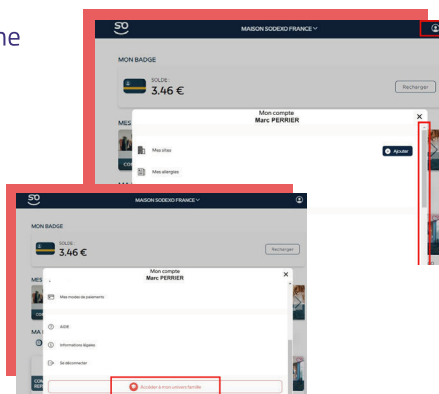 ne
SO
MAISON SODEXO FRANCE
MON BADGE
SOLDE :
3.46 €
Recharger
Mon compte
Marc PERRIER
MES
Mes sites
Ajouter
Mes allergies
SO
MAISON SODEXO FRANCE
MON BADGE
SOLDE :
3.46 €
Recharger
Mon compte
Marc PERRIER
MES
Mes modes de paiements
AIDE
MA
Informations légales
Se déconnecter
Accéder à mon univers famille